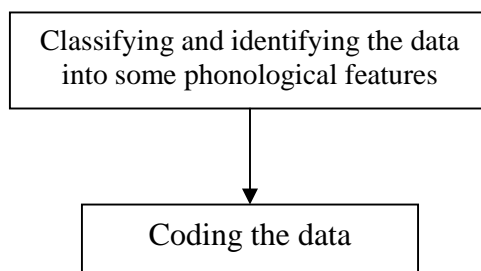 Classifying and identifying the data
into some phonological features
Coding the data